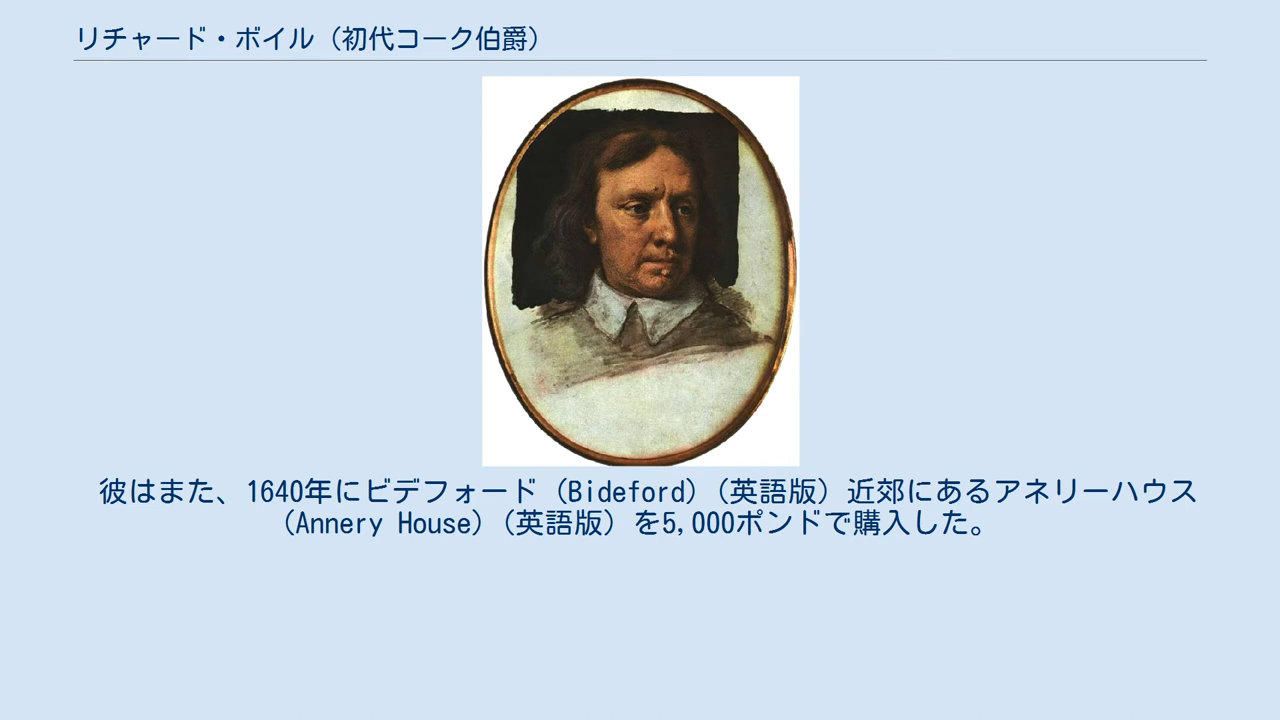 リチャード・ボイル（初代コーク伯爵）
彼はまた、1640年にビデフォード（Bideford）（英語版）近郊にあるアネリーハウス
（Annery House）（英語版）を5,000ポンドで購入した。